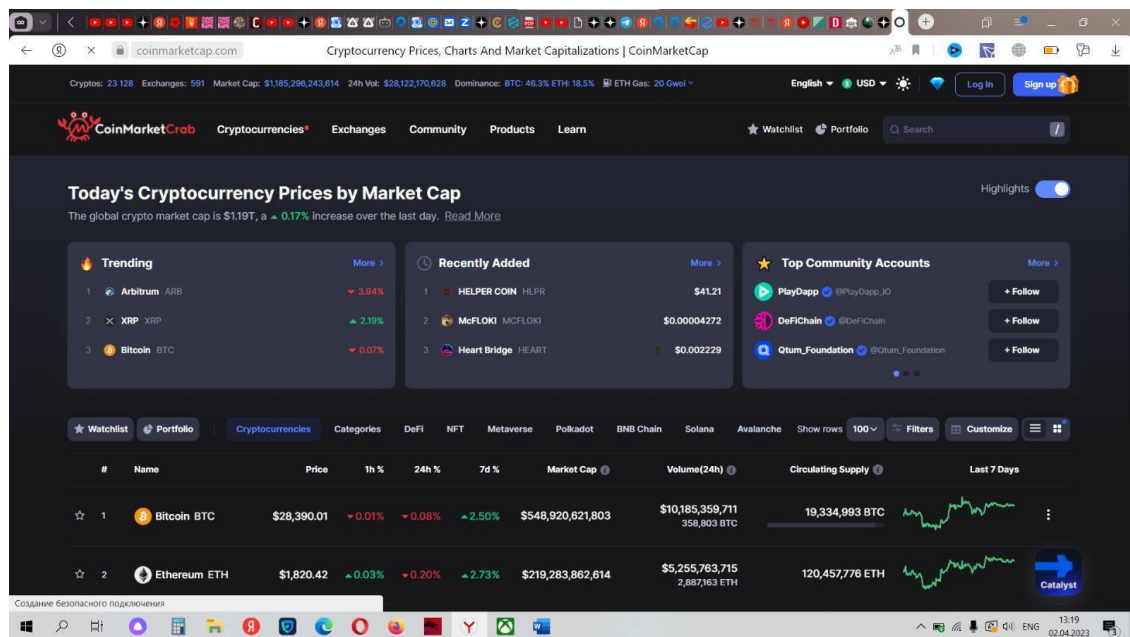 coinmarketcap.com Cryptocurrency Prices, Charts And Market Capitalizations | CoinMarketCap
Cryptos: 23 128 Exchanges: 591 Market Cap: $1,185,296,243,614 24h Vol: $28,122,170,628 Dominance: BTC: 46.3% ETH: 18.5% ETH Gas: 20 Gwei English USD Log In Sign up
CoinMarketCrab Cryptocurrencies Exchanges Community Products Learn Watchlist Portfolio Search /
Today's Cryptocurrency Prices by Market Cap Highlights
The global crypto market cap is $1.19T, a 0.17% increase over the last day. Read More
Trending More >
1 Arbitrum ARB 3.94%
2 XRP XRP 2.19%
3 Bitcoin BTC 0.07%
Recently Added More >
1 HELPER COIN HLPR $41.21
2 McFLOKI MCFLOKI $0.00004272
3 Heart Bridge HEART $0.002229
Top Community Accounts More >
PlayDapp @PlayDapp_IO + Follow
DeFiChain @DeFiChain + Follow
Qtum_Foundation @Qtum_Foundation + Follow
Watchlist Portfolio Cryptocurrencies Categories DeFi NFT Metaverse Polkadot BNB Chain Solana Avalanche Show rows 100 Filters Customize
# Name Price 1h % 24h % 7d % Market Cap Volume(24h) Circulating Supply Last 7 Days
1 Bitcoin BTC $28,390.01 0.01% 0.08% 2.50% $548,920,621,803 $10,185,359,711 19,334,993 BTC
358,803 BTC
2 Ethereum ETH $1,820.42 0.03% 0.20% 2.73% $219,283,862,614 $5,255,763,715 120,457,776 ETH
2,887,163 ETH
Catalyst
Создание безопасного подключения
ENG 13:19
02.04.2023